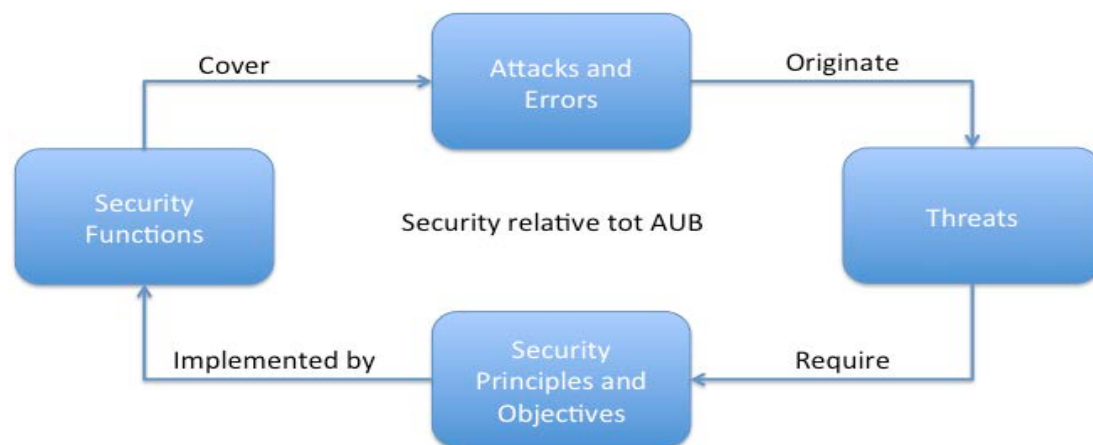 Cover
Attacks and
Errors
Originate
Security
Functions
Security relative tot AUB
Threats
Implemented by
Security
Principles and
Objectives
Require